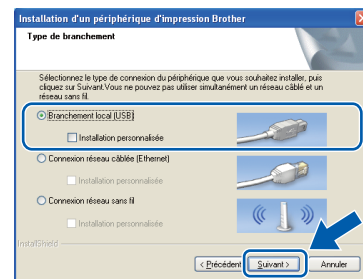 Installation d'un périphérique d'impression Brother
Type de branchement
Sélectionnez le type de connexion du périphérique que vous souhaitez installer, puis
cliquez sur Suivant.Vous ne pouvez pas utiliser simultanément un réseau câblé et un
réseau sans fil.
Branchement local (USB)
Installation personnalisée
Connexion réseau câblée (Ethernet)
Installation personnalisée
Connexion réseau sans fil
Installation personnalisée
InstallShield
< Précédent Suivant > Annuler